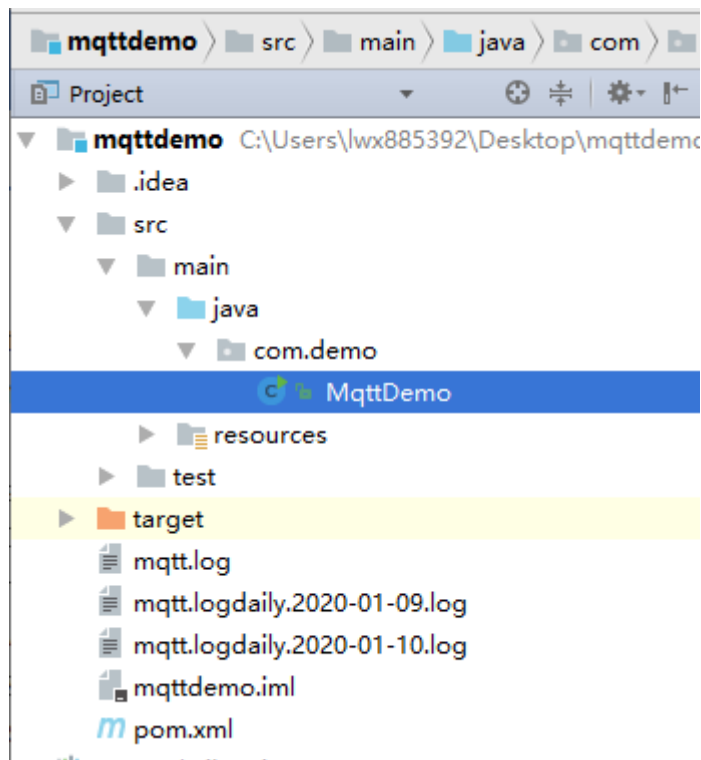 mqttdemo src main java com
Project
mqttdemo C:\Users\lwx885392\Desktop\mqttdemo
.idea
src
main
java
com.demo
MqttDemo
resources
test
target
mqtt.log
mqtt.logdaily.2020-01-09.log
mqtt.logdaily.2020-01-10.log
mqttdemo.iml
pom.xml